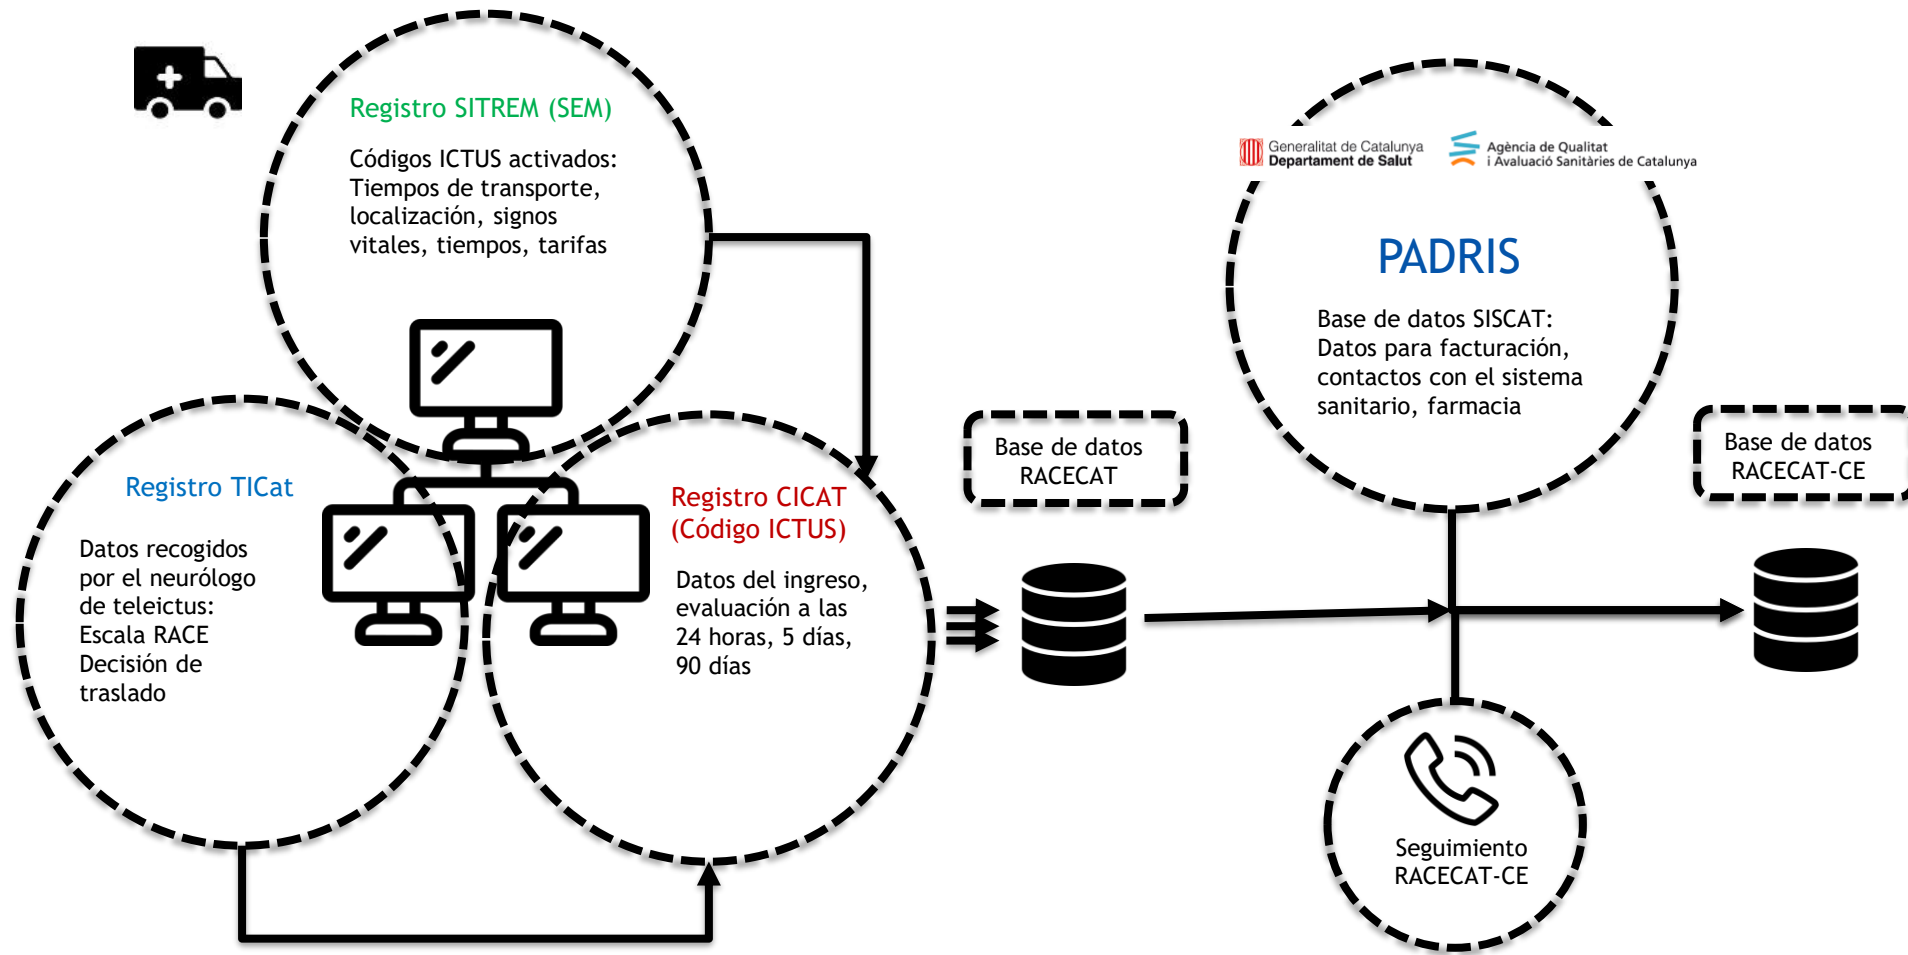 Registro SITREM (SEM)
Códigos ICTUS activados:
Tiempos de transporte,
localización, signos
vitales, tiempos, tarifas
Registro TICat
Datos recogidos
por el neurólogo
de teleictus:
Escala RACE
Decisión de
traslado
Registro CICAT
(Código ICTUS)
Datos del ingreso,
evaluación a las
24 horas, 5 días,
90 días
Base de datos
RACECAT
Generalitat de Catalunya
Departament de Salut
Agència de Qualitat
i Avaluació Sanitàries de Catalunya
PADRIS
Base de datos SISCAT:
Datos para facturación,
contactos con el sistema
sanitario, farmacia
Base de datos
RACECAT-CE
Seguimiento
RACECAT-CE